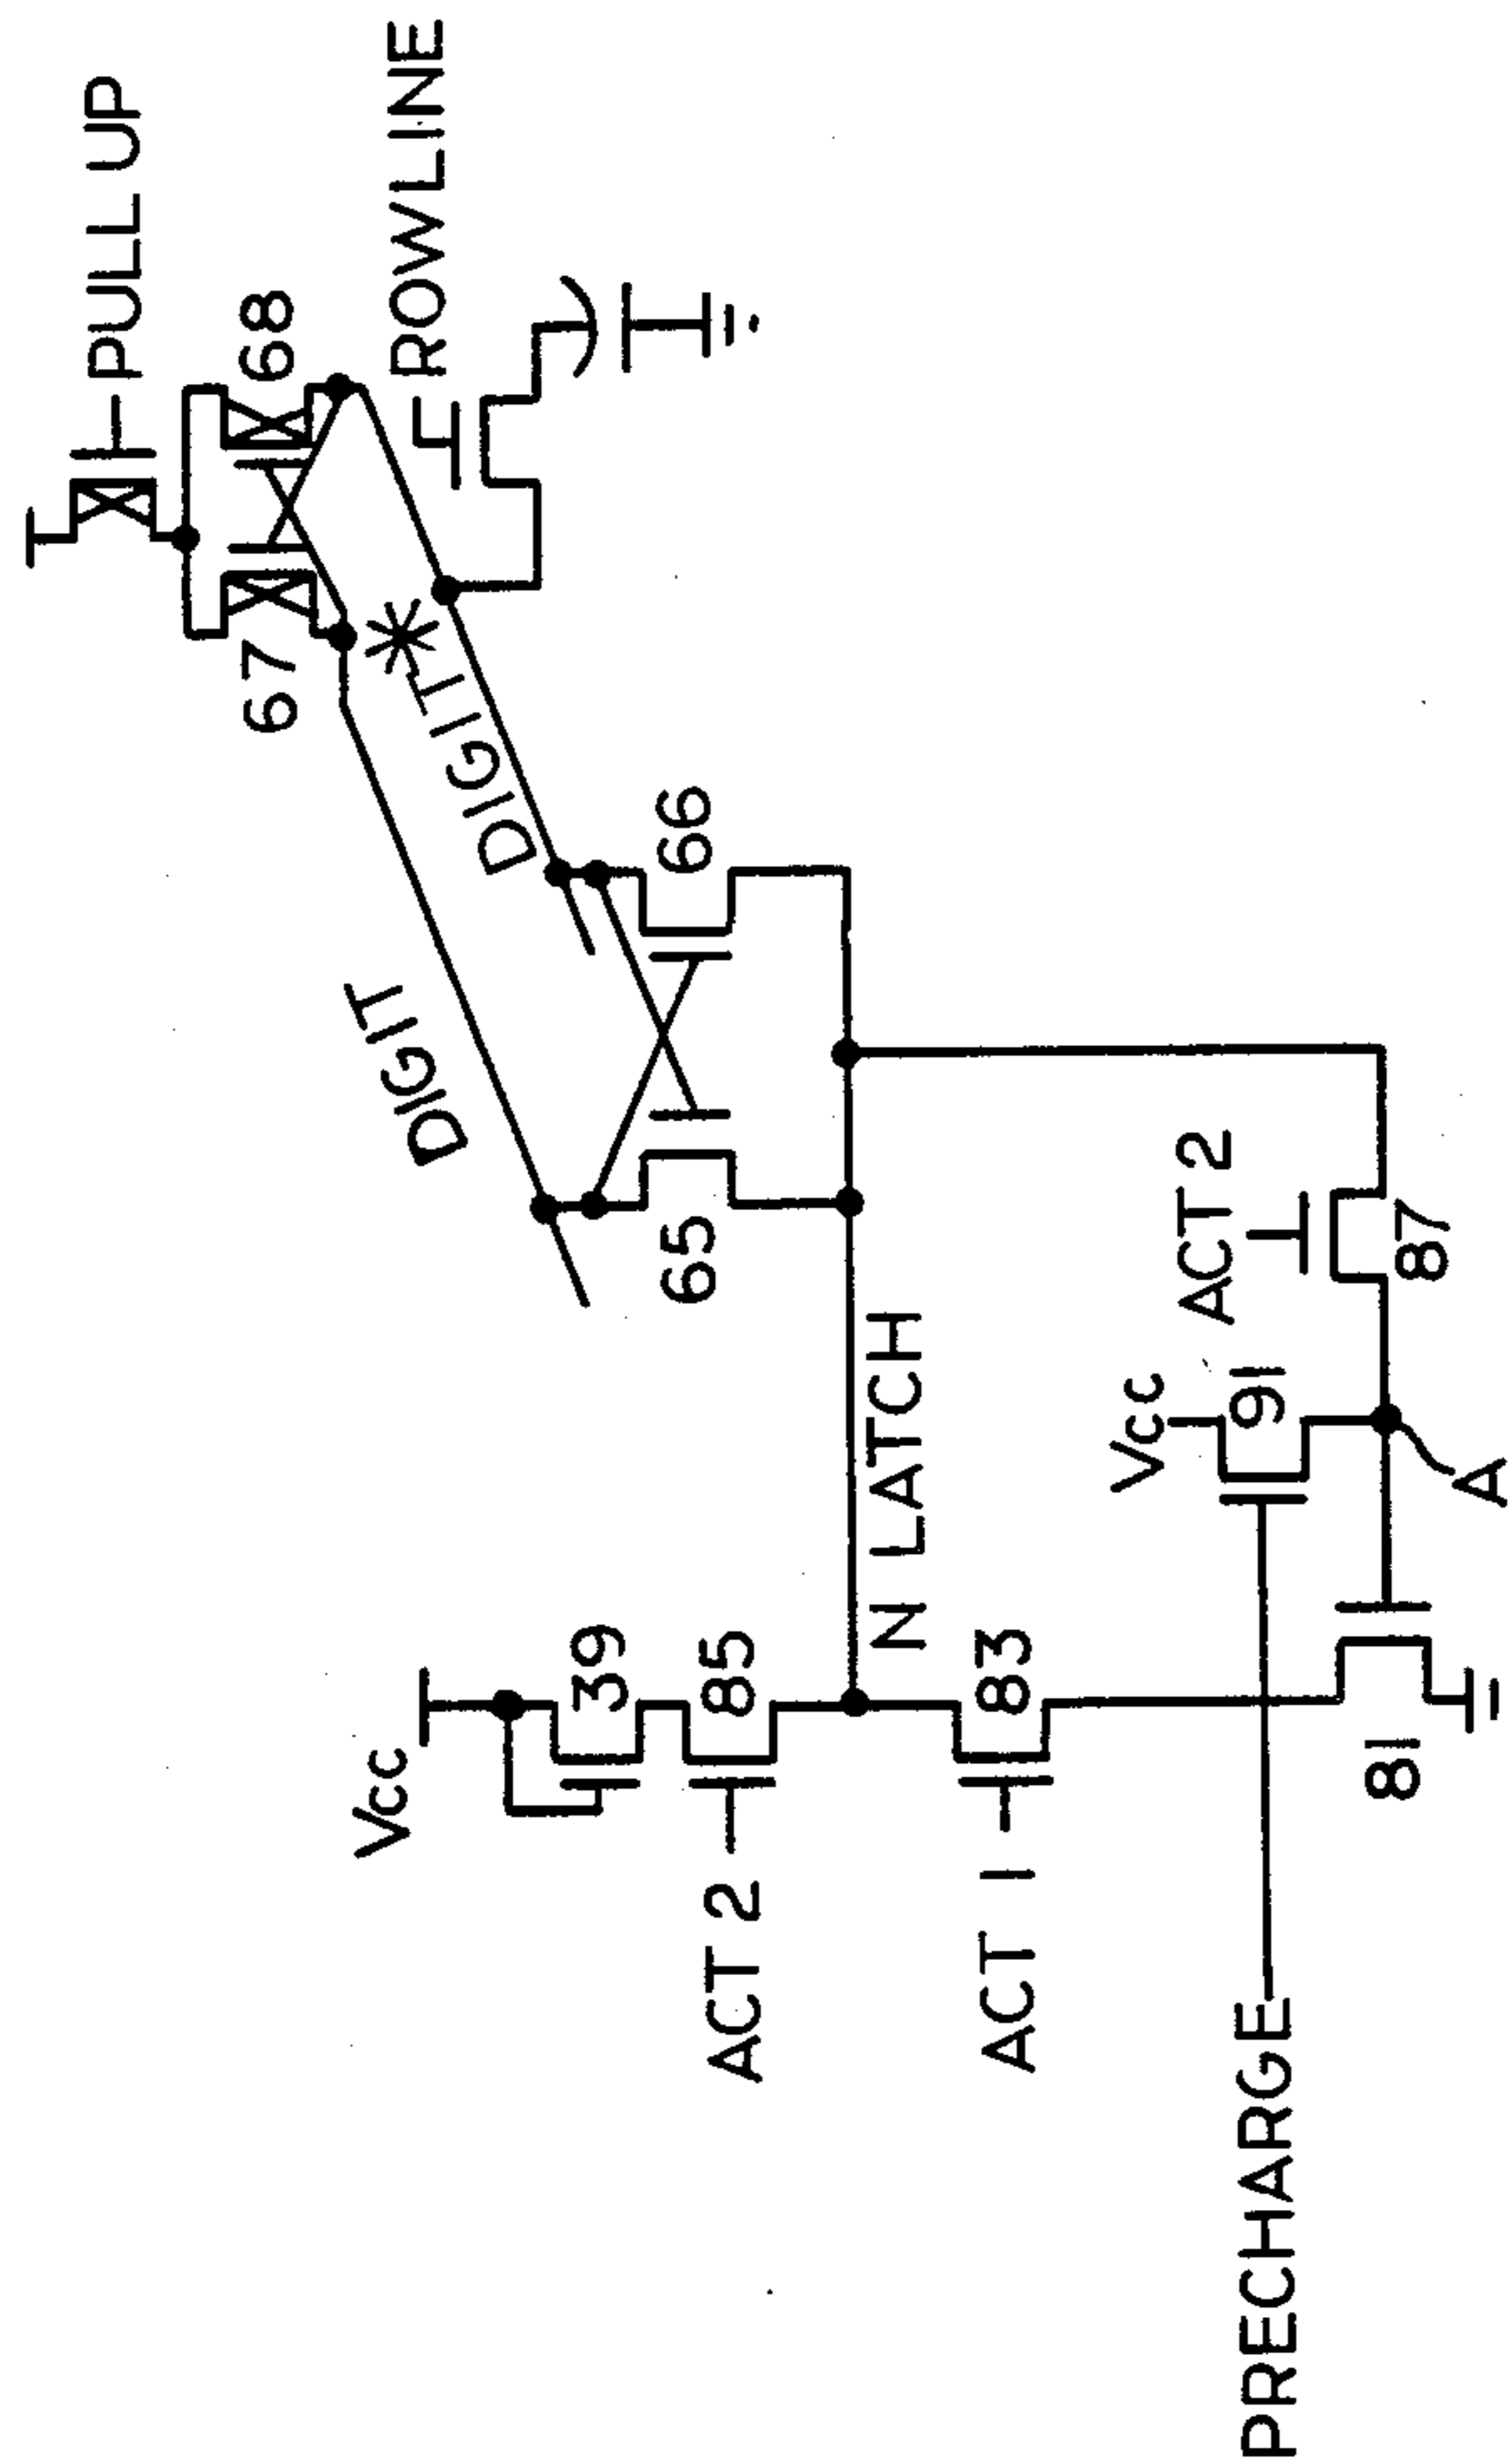 PULL UP
67
68
ROWLINE
DIGIT
DIGIT*
65
66
Vcc
39
ACT 2
85
N LATCH
ACT 1
83
Vcc
91
ACT 2
87
PRECHARGE
81
A